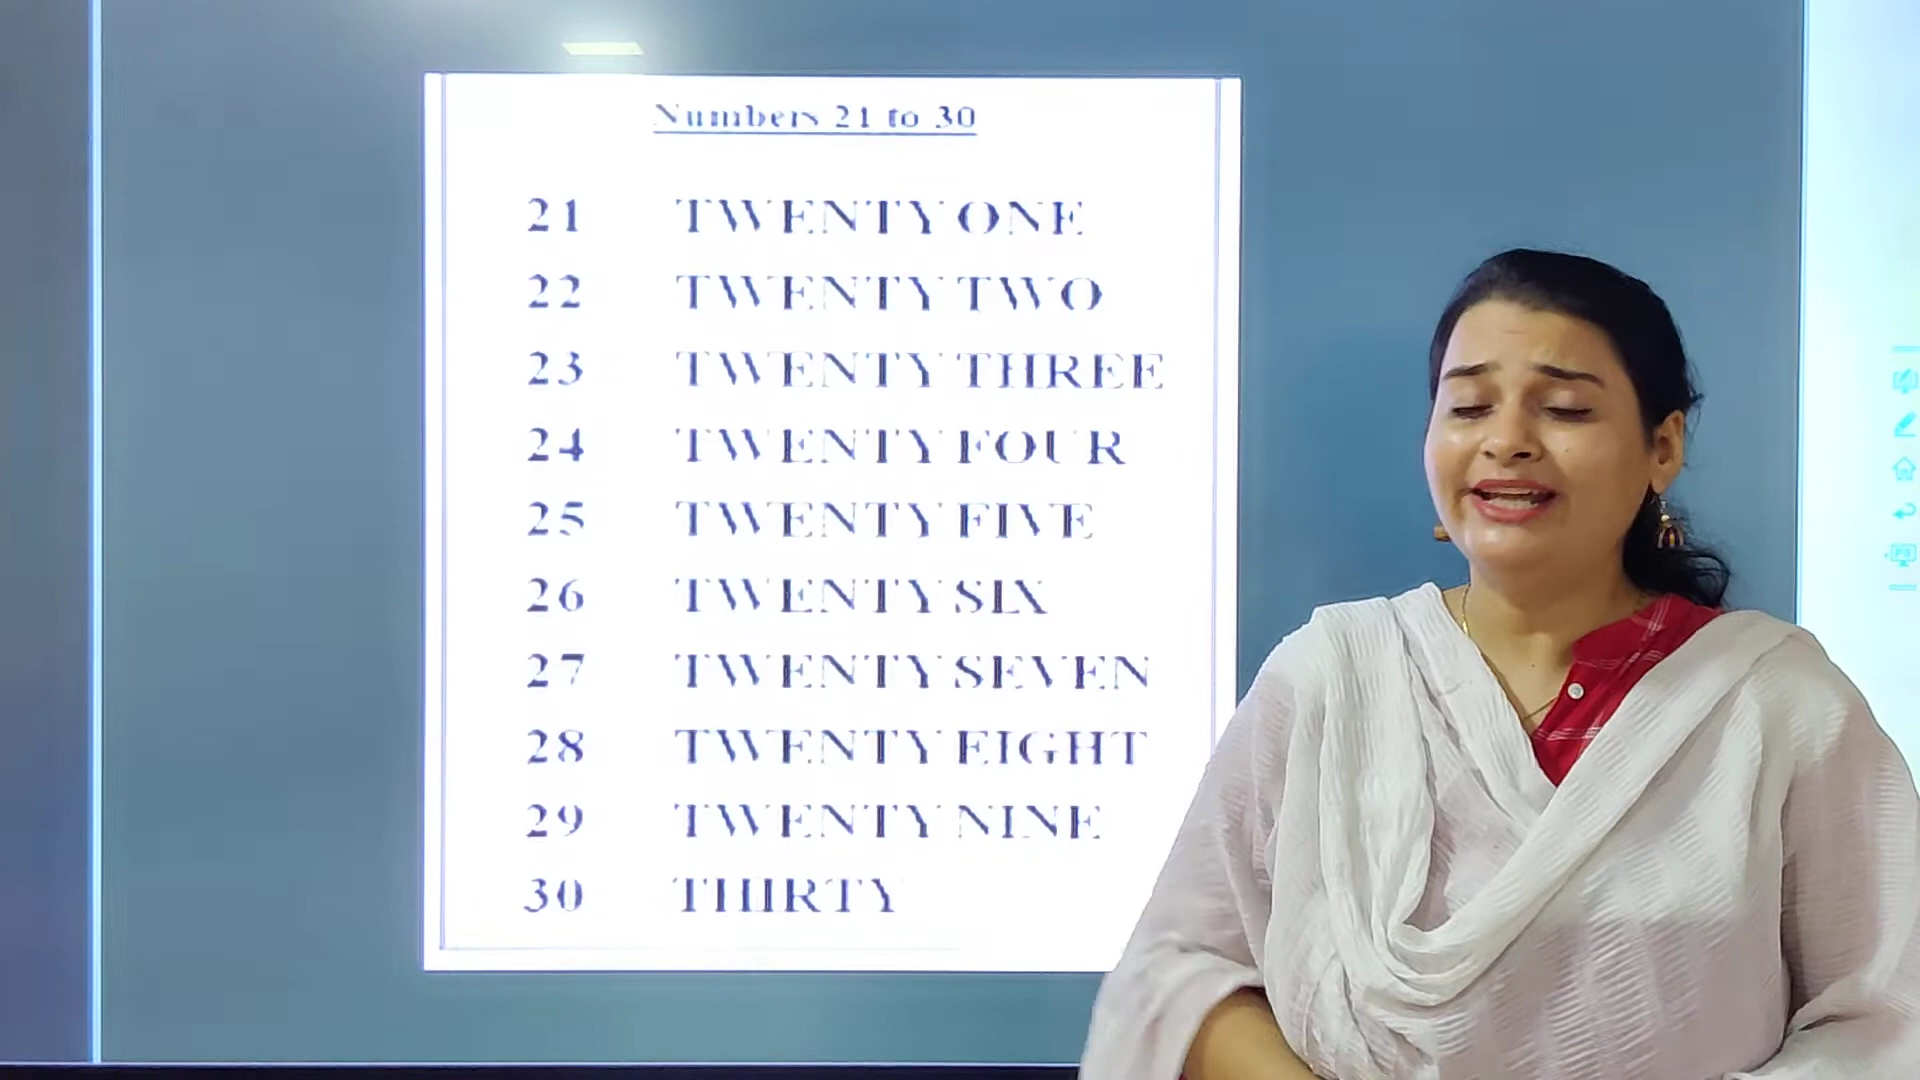 Numbers 21 to 30
21 TWENTY ONE
22 TWENTY TWO
23 TWENTY THREE
24 TWENTY FOUR
25 TWENTY FIVE
26 TWENTY SIX
27 TWENTY SEVEN
28 TWENTY EIGHT
29 TWENTY NINE
30 THIRTY